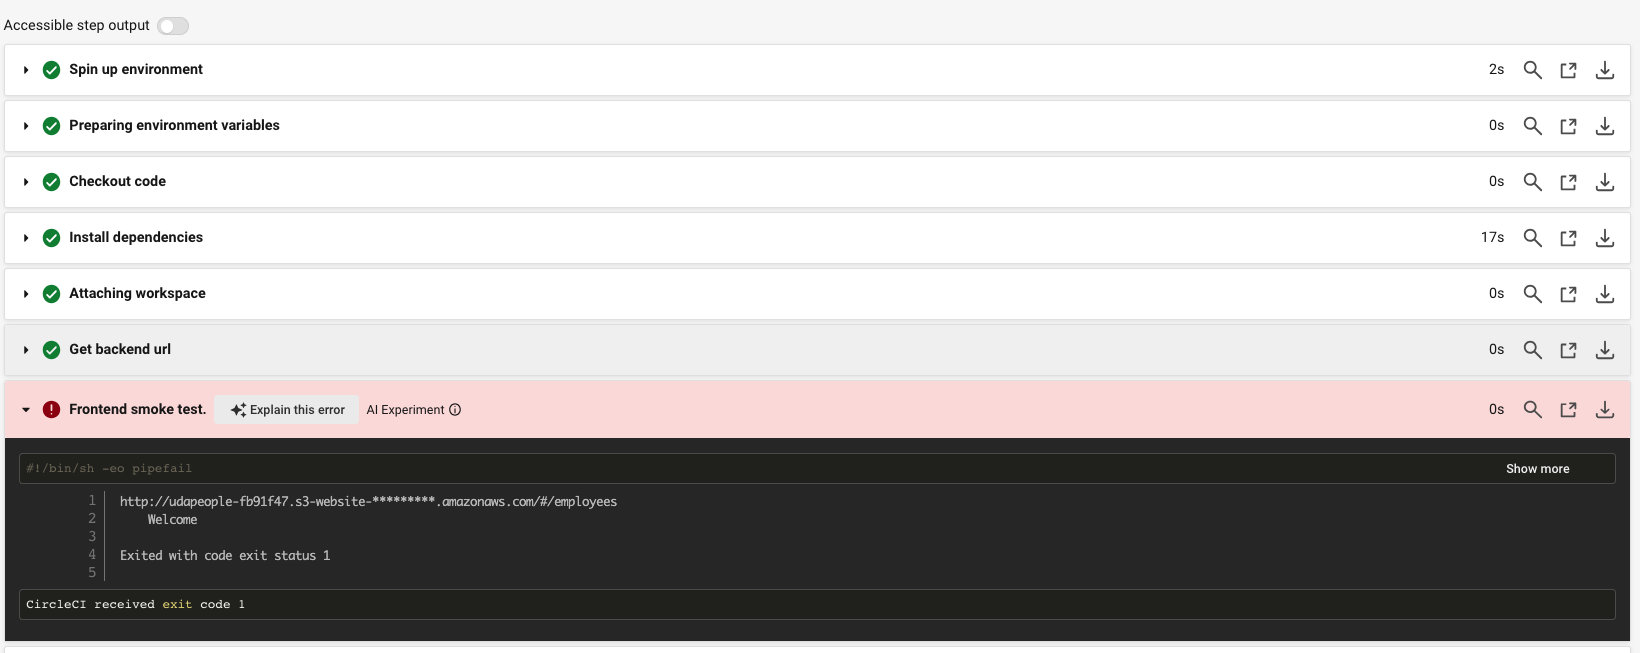 Accessible step output
Spin up environment 2s
Preparing environment variables 0s
Checkout code 0s
Install dependencies 17s
Attaching workspace 0s
Get backend url 0s
Frontend smoke test. Explain this error AI Experiment 0s
#!/bin/sh -eo pipefail Show more
1 http://udapeople-fb91f47.s3-website-*********.amazonaws.com/#/employees
2 Welcome
3
4 Exited with code exit status 1
5
CircleCI received exit code 1